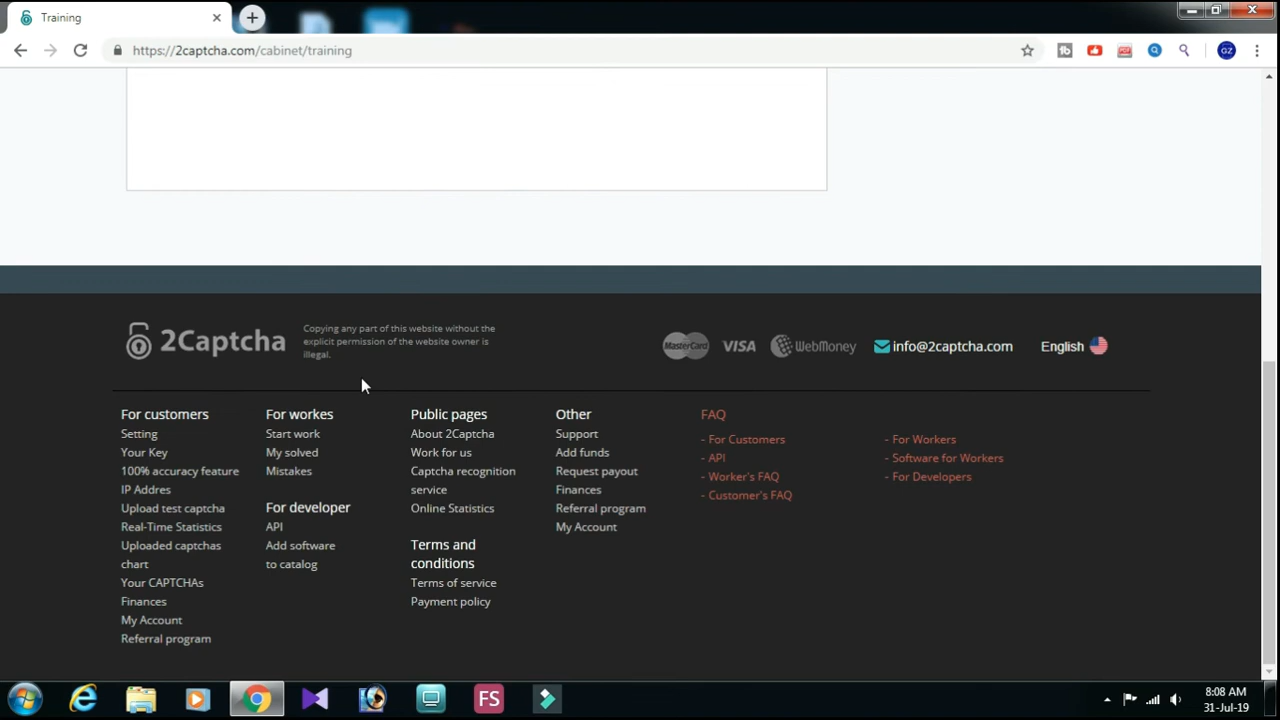 Training
https://2captcha.com/cabinet/training
GZ
2Captcha
Copying any part of this website without the
explicit permission of the website owner is
illegal.
MasterCard
VISA
WebMoney
info@2captcha.com
English
For customers
Setting
Your Key
100% accuracy feature
IP Addres
Upload test captcha
Real-Time Statistics
Uploaded captchas
chart
Your CAPTCHAs
Finances
My Account
Referral program
For workes
Start work
My solved
Mistakes
For developer
API
Add software
to catalog
Public pages
About 2Captcha
Work for us
Captcha recognition
service
Online Statistics
Terms and
conditions
Terms of service
Payment policy
Other
Support
Add funds
Request payout
Finances
Referral program
My Account
FAQ
- For Customers
- API
- Worker's FAQ
- Customer's FAQ
- For Workers
- Software for Workers
- For Developers
FS
8:08 AM
31-Jul-19